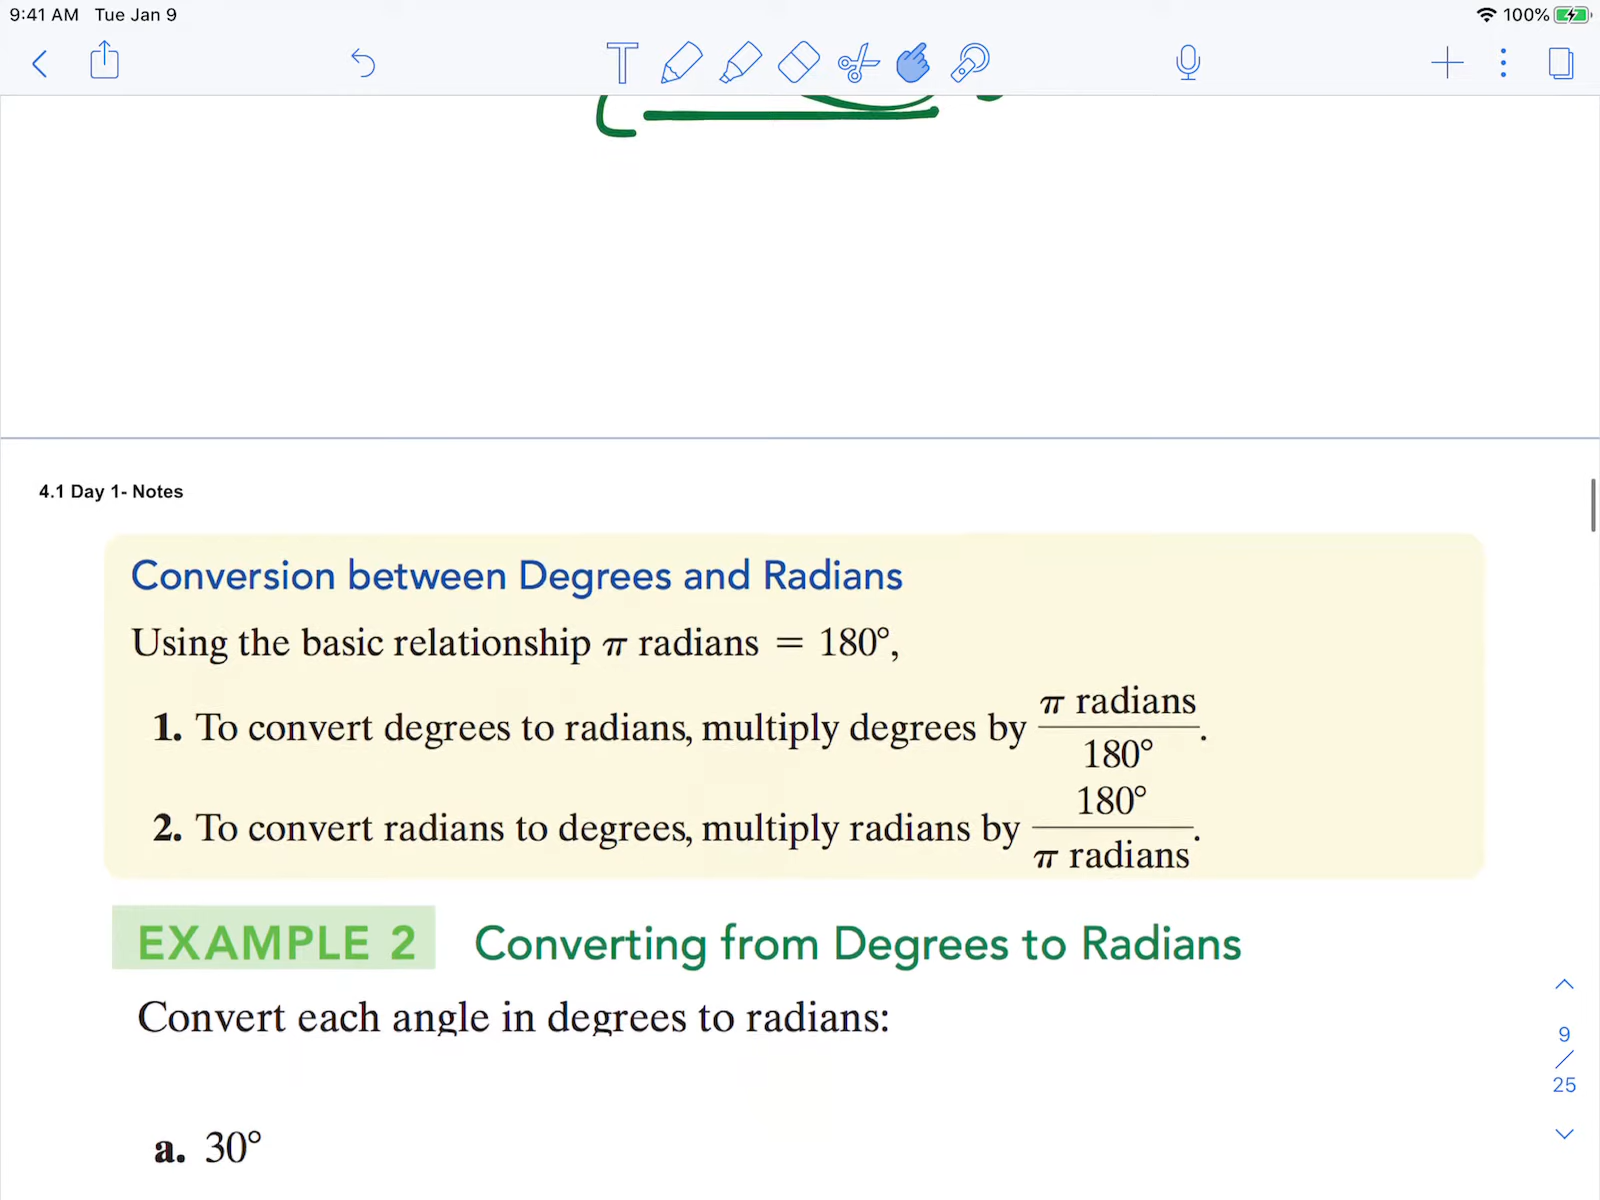 9:41 AM Tue Jan 9
100%
4.1 Day 1- Notes
Conversion between Degrees and Radians
Using the basic relationship π radians = 180°,
1. To convert degrees to radians, multiply degrees by π radians / 180°.
2. To convert radians to degrees, multiply radians by 180° / π radians.
EXAMPLE 2 Converting from Degrees to Radians
Convert each angle in degrees to radians:
a. 30°
9
/
25